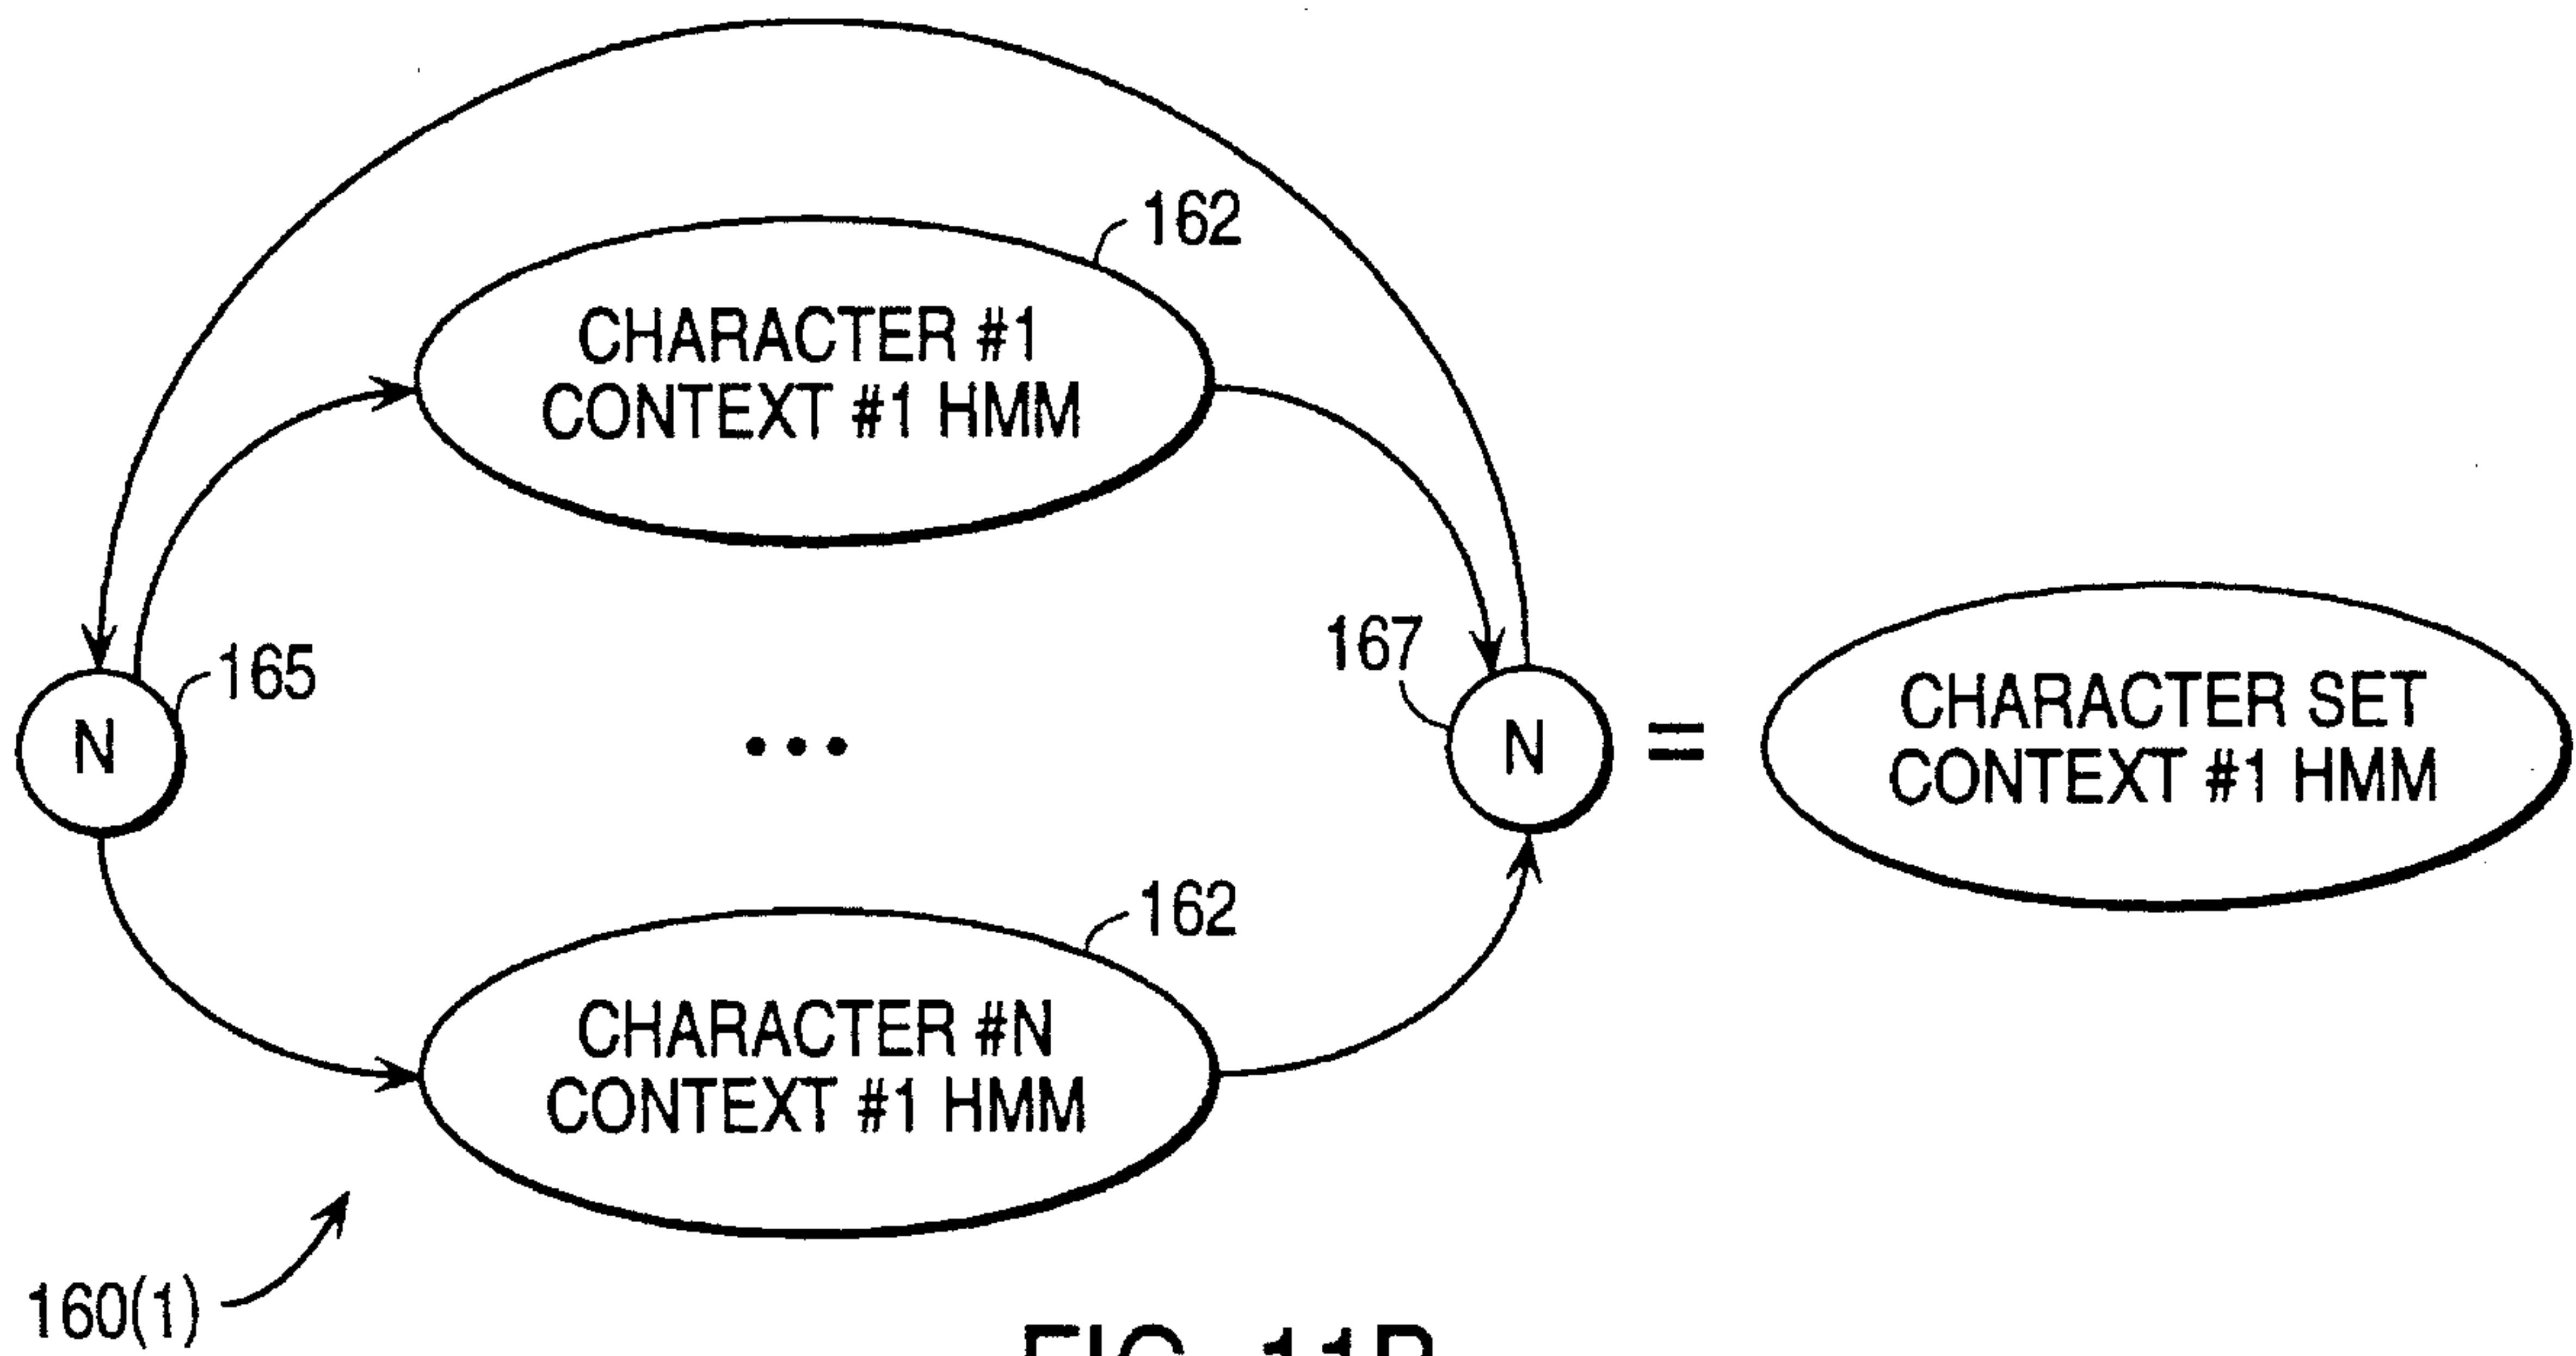 162
CHARACTER #1
CONTEXT #1 HMM
165
N
...
167
N
=
CHARACTER SET
CONTEXT #1 HMM
162
CHARACTER #N
CONTEXT #1 HMM
160(1)